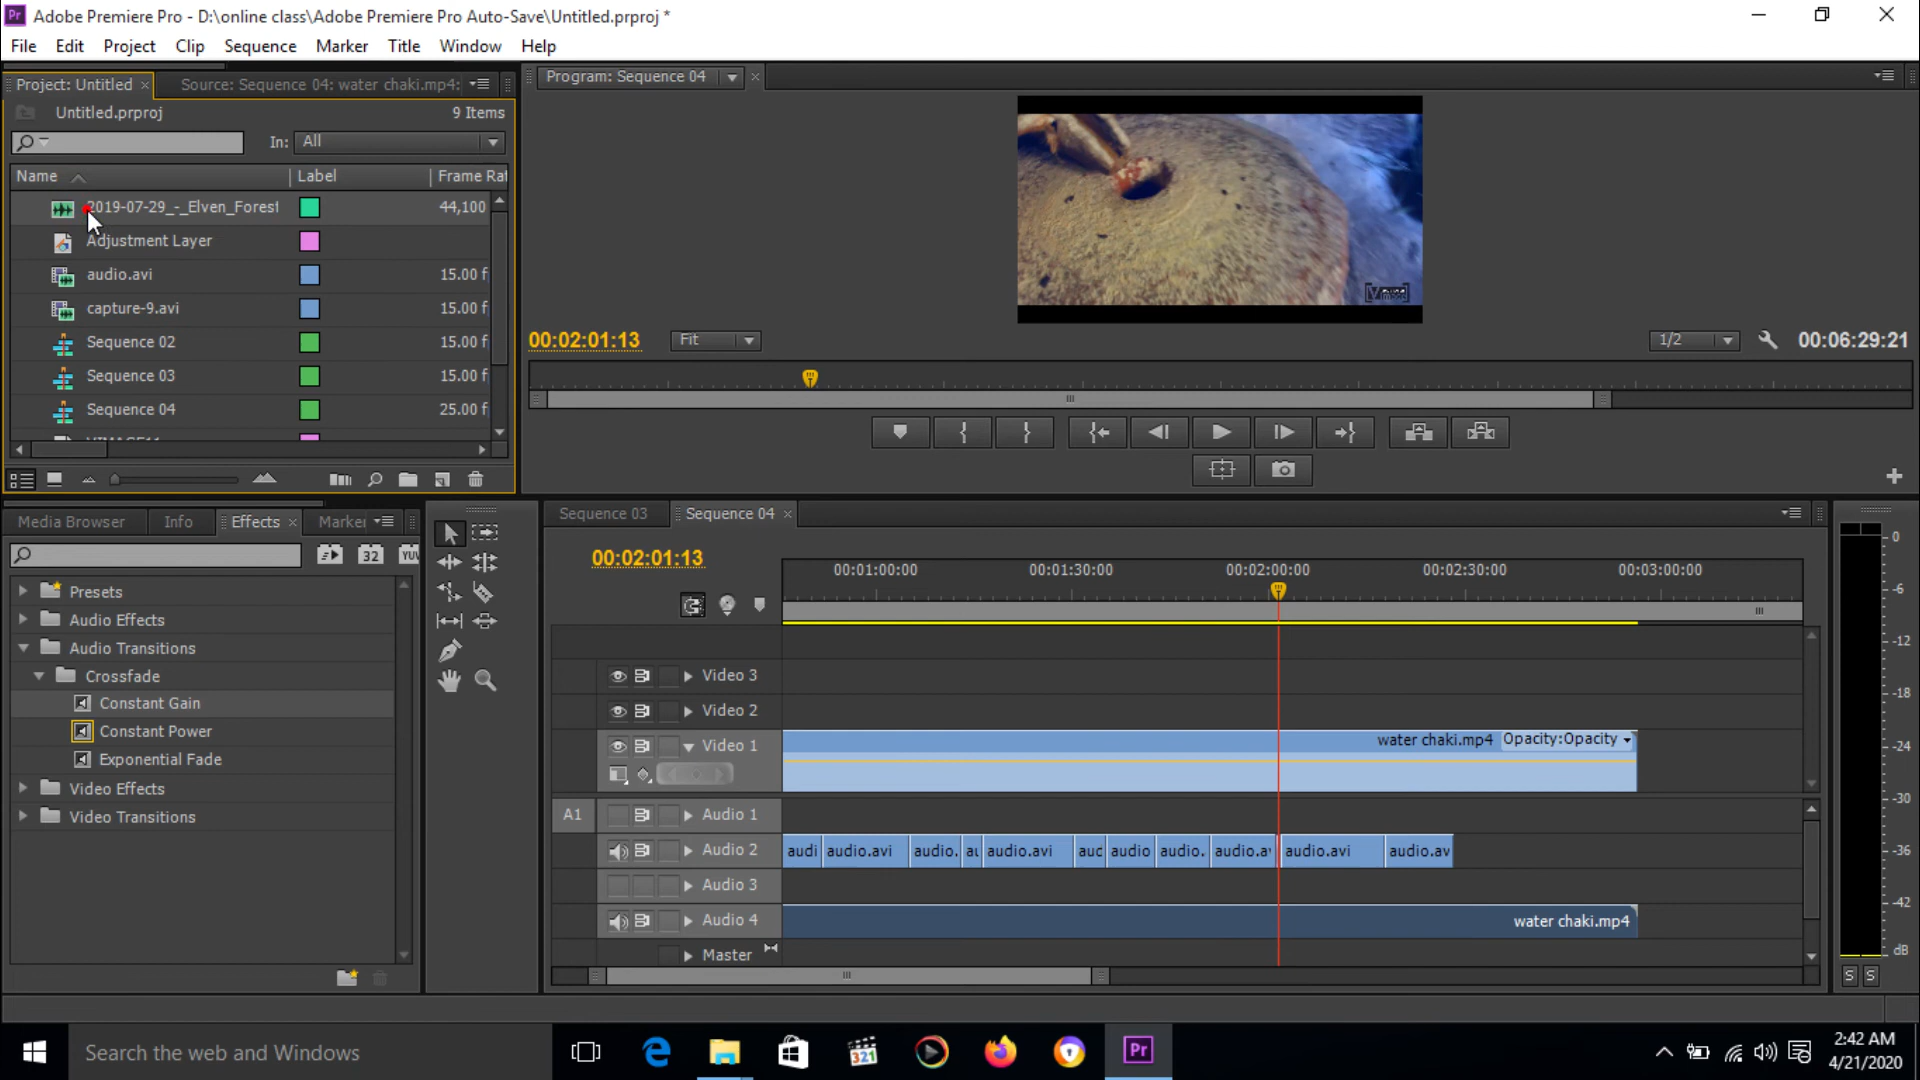 Adobe Premiere Pro - D:\online class\Adobe Premiere Pro Auto-Save\Untitled.prproj *
File Edit Project Clip Sequence Marker Title Window Help
Project: Untitled × Source: Sequence 04: water chaki.mp4:
Program: Sequence 04
Untitled.prproj 9 Items
In: All
Name Label Frame Rat
2019-07-29_-_Elven_Forest 44,100
Adjustment Layer
audio.avi 15.00 f
capture-9.avi 15.00 f
Sequence 02 15.00 f
Sequence 03 15.00 f
Sequence 04 25.00 f
00:02:01:13 Fit 1/2 00:06:29:21
Media Browser Info Effects × Marker
32 YUV
Presets
Audio Effects
Audio Transitions
Crossfade
Constant Gain
Constant Power
Exponential Fade
Video Effects
Video Transitions
Sequence 03 Sequence 04 ×
00:02:01:13
00:01:00:00 00:01:30:00 00:02:00:00 00:02:30:00 00:03:00:00
Video 3
Video 2
Video 1 water chaki.mp4 Opacity:Opacity
A1 Audio 1
Audio 2 audi audio.avi audio. au audio.avi aud audio audio. audio.av audio.avi audio.av
Audio 3
Audio 4 water chaki.mp4
Master
0
-6
-12
-18
-24
-30
-36
-42
dB
S S
Search the web and Windows
321
Pr
2:42 AM
4/21/2020